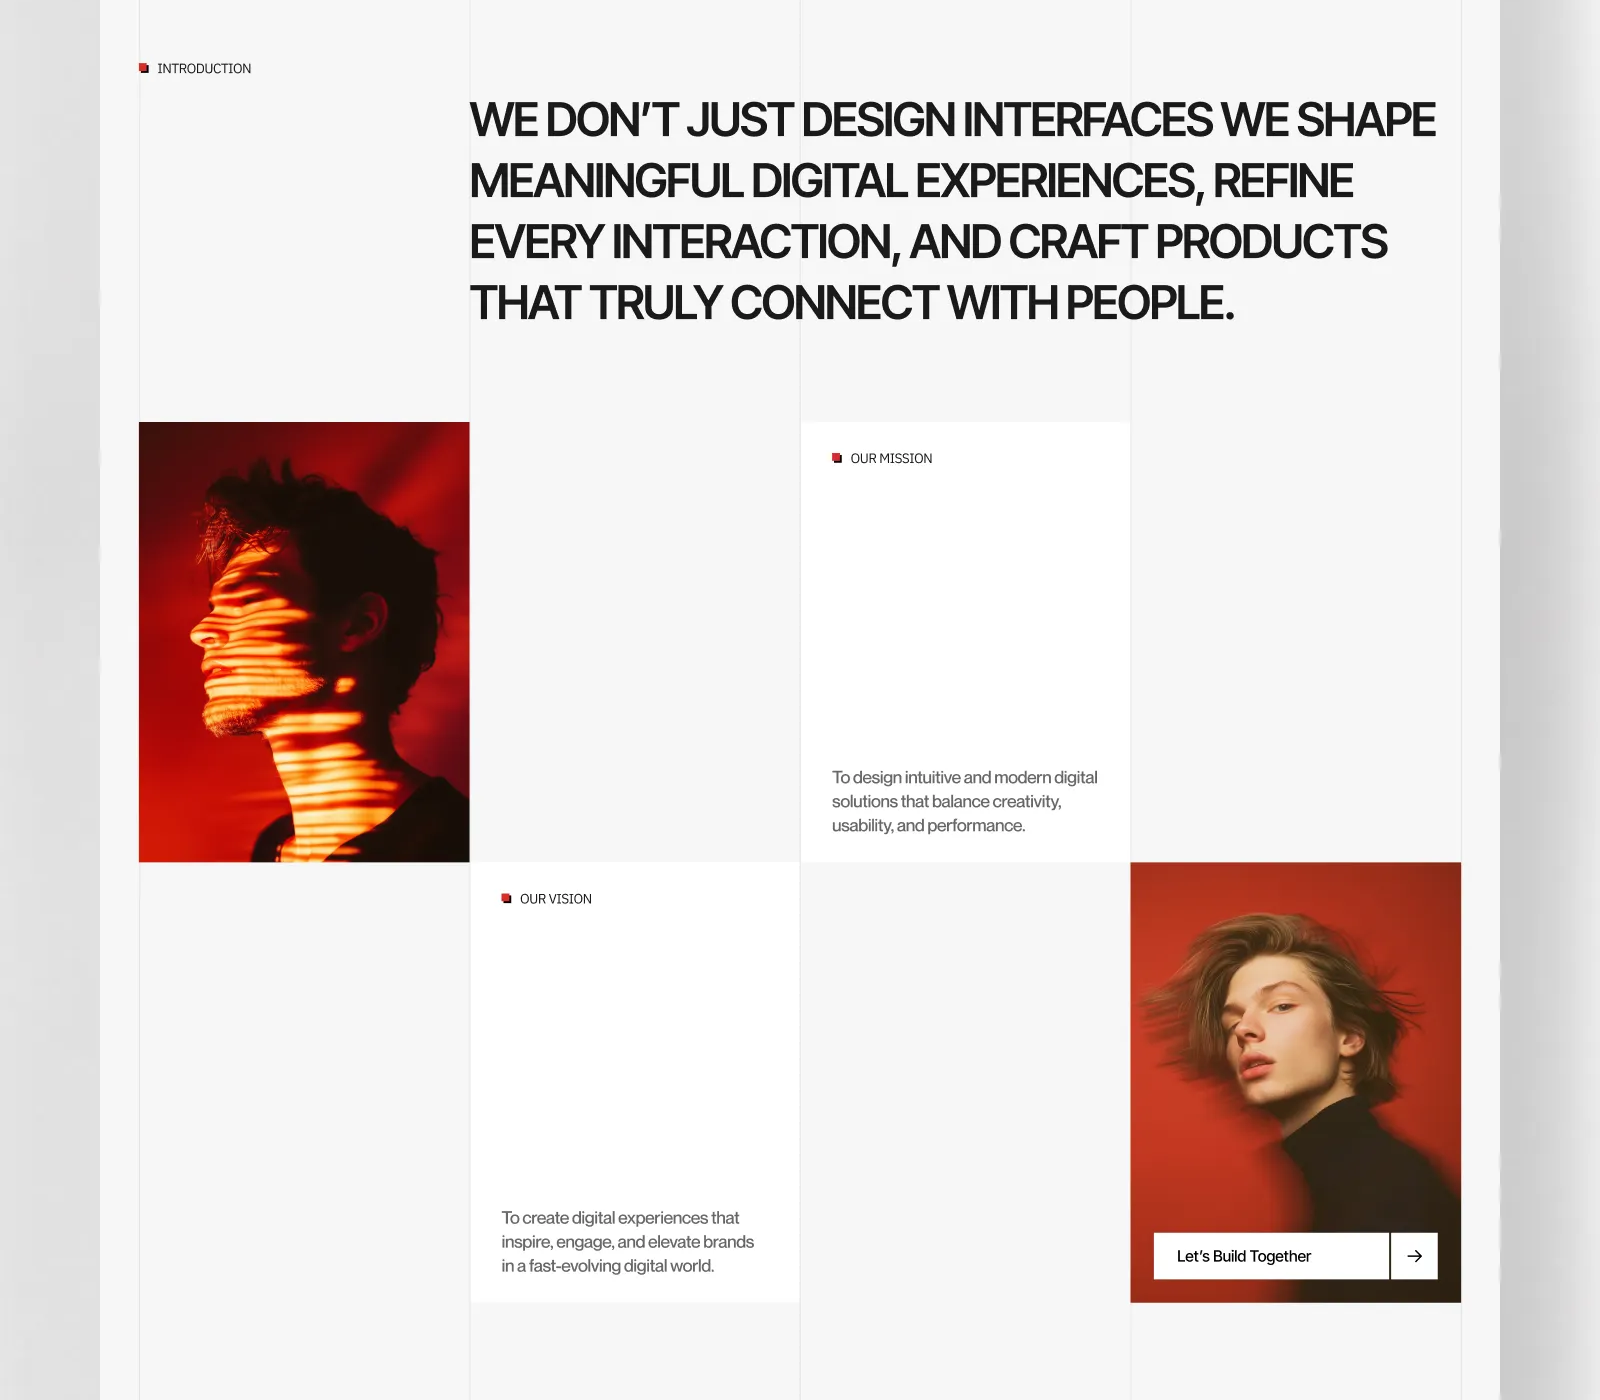 INTRODUCTION
WE DON’T JUST DESIGN INTERFACES WE SHAPE
MEANINGFUL DIGITAL EXPERIENCES, REFINE
EVERY INTERACTION, AND CRAFT PRODUCTS
THAT TRULY CONNECT WITH PEOPLE.
OUR MISSION
To design intuitive and modern digital
solutions that balance creativity,
usability, and performance.
OUR VISION
To create digital experiences that
inspire, engage, and elevate brands
in a fast-evolving digital world.
Let’s Build Together